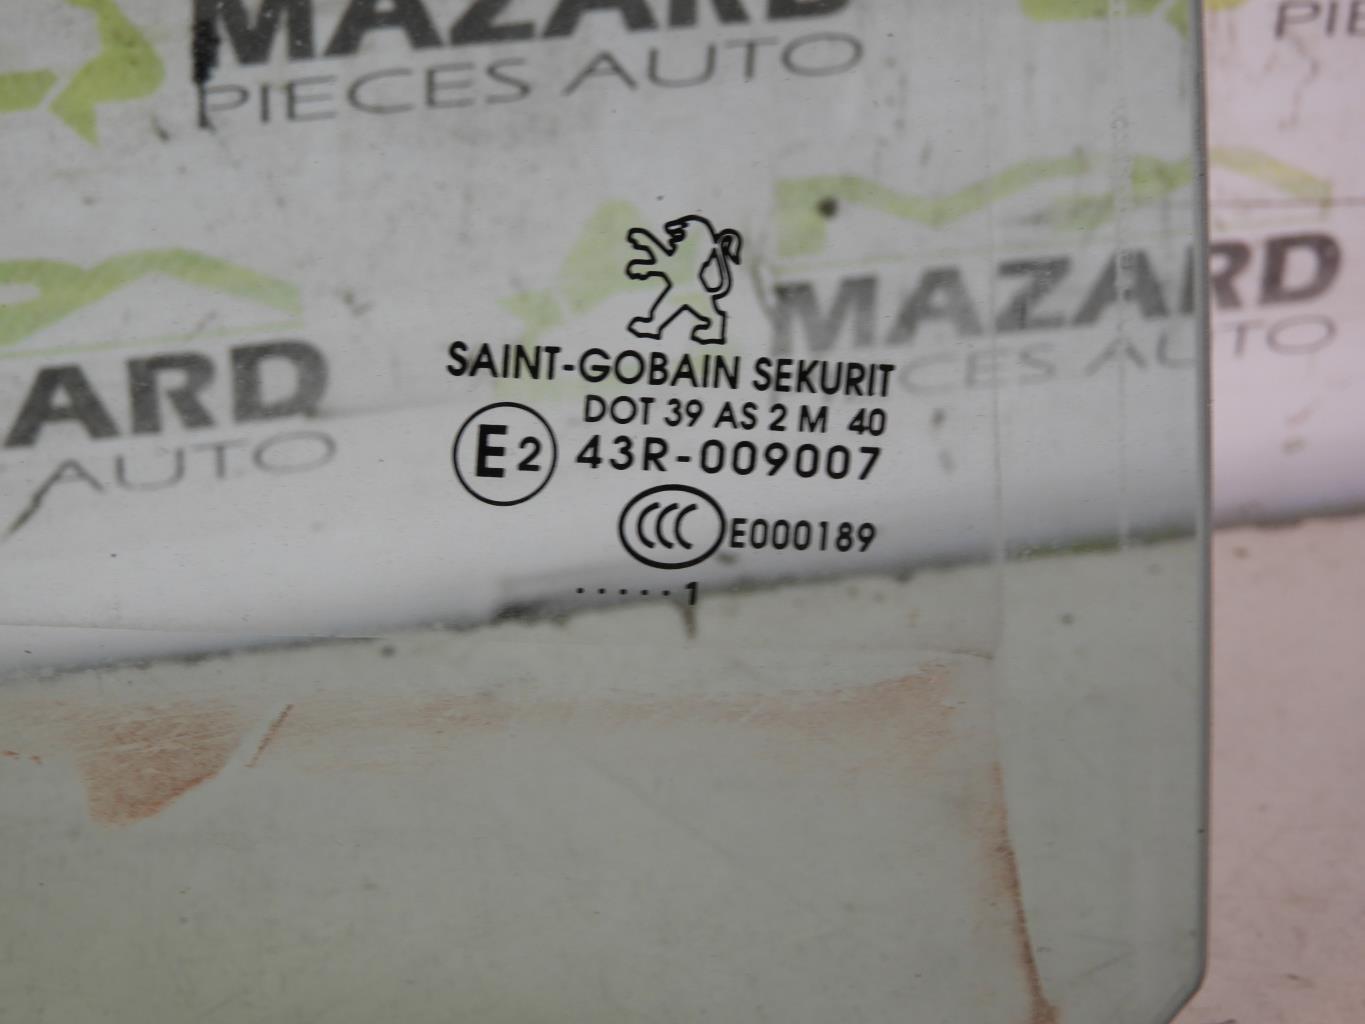 MAZARD
PIECES AUTO
PIE
MAZARD
PIECES AUTO
ARD
AUTO
SAINT-GOBAIN SEKURIT
DOT 39 AS 2 M 40
E2 43R-009007
CCC E000189
.....1